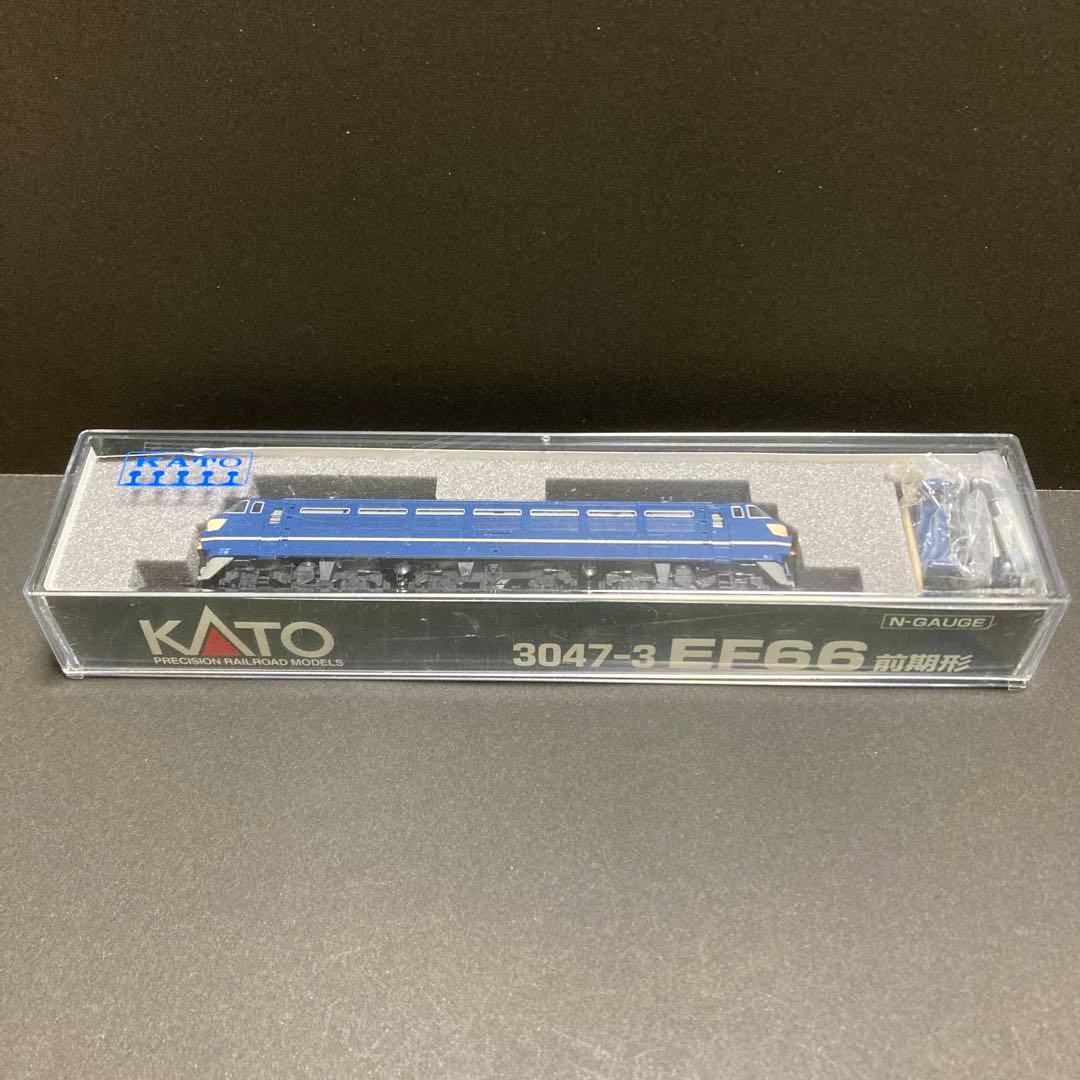 KATO
KATO
PRECISION RAILROAD MODELS
3047-3 EF66 前期形
N-GAUGE